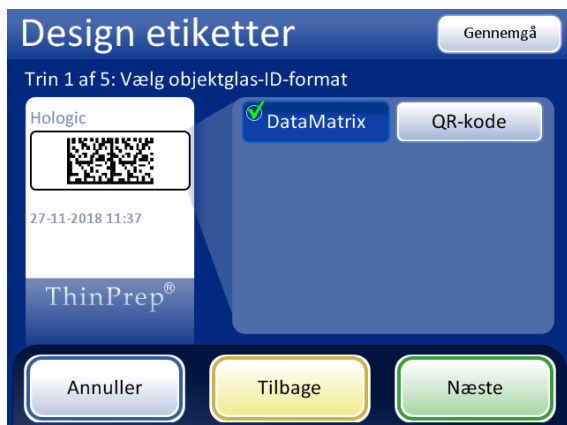 Design etiketter
Gennemgå
Trin 1 af 5: Vælg objektglas-ID-format
Hologic
DataMatrix
QR-kode
27-11-2018 11:37
ThinPrep®
Annuller
Tilbage
Næste